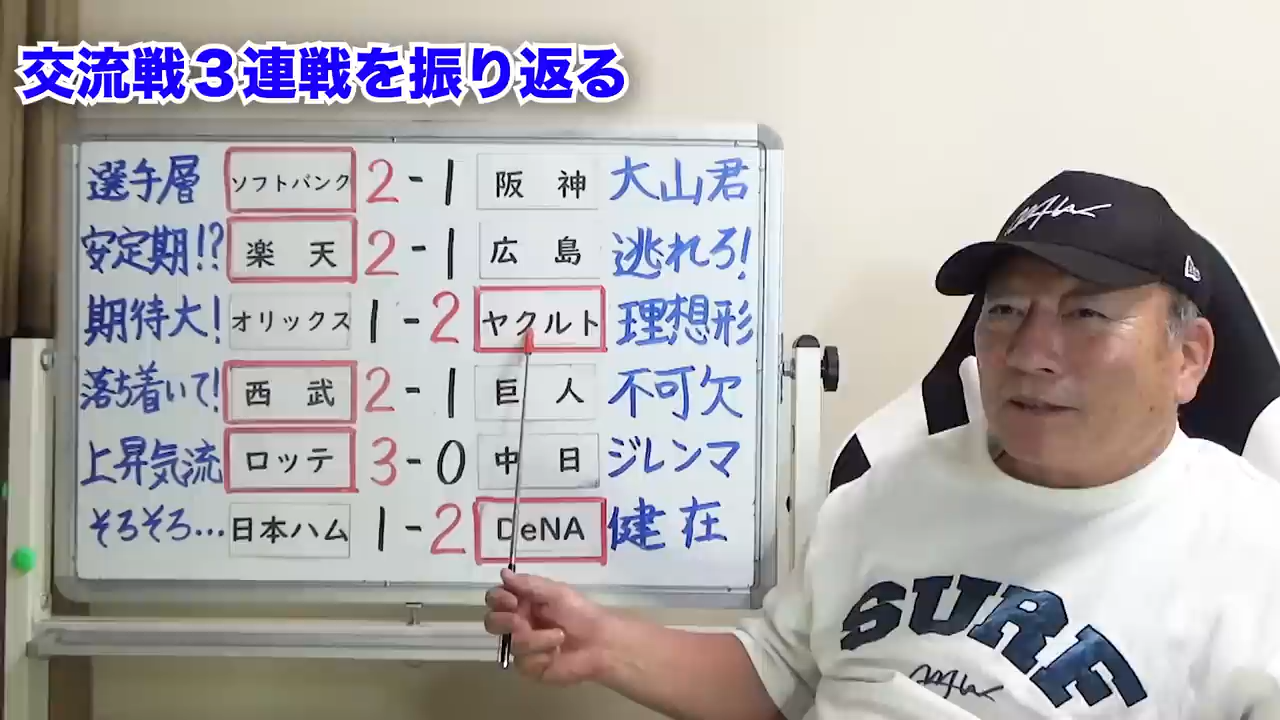 交流戦３連戦を振り返る
選手層 ソフトバンク 2-1 阪神 大山君
安定期!? 楽天 2-1 広島 逃れろ!
期待大! オリックス 1-2 ヤクルト 理想形
落ち着いて! 西武 2-1 巨人 不可欠
上昇気流 ロッテ 3-0 中日 ジレンマ
そろそろ… 日本ハム 1-2 DeNA 健在
SURF